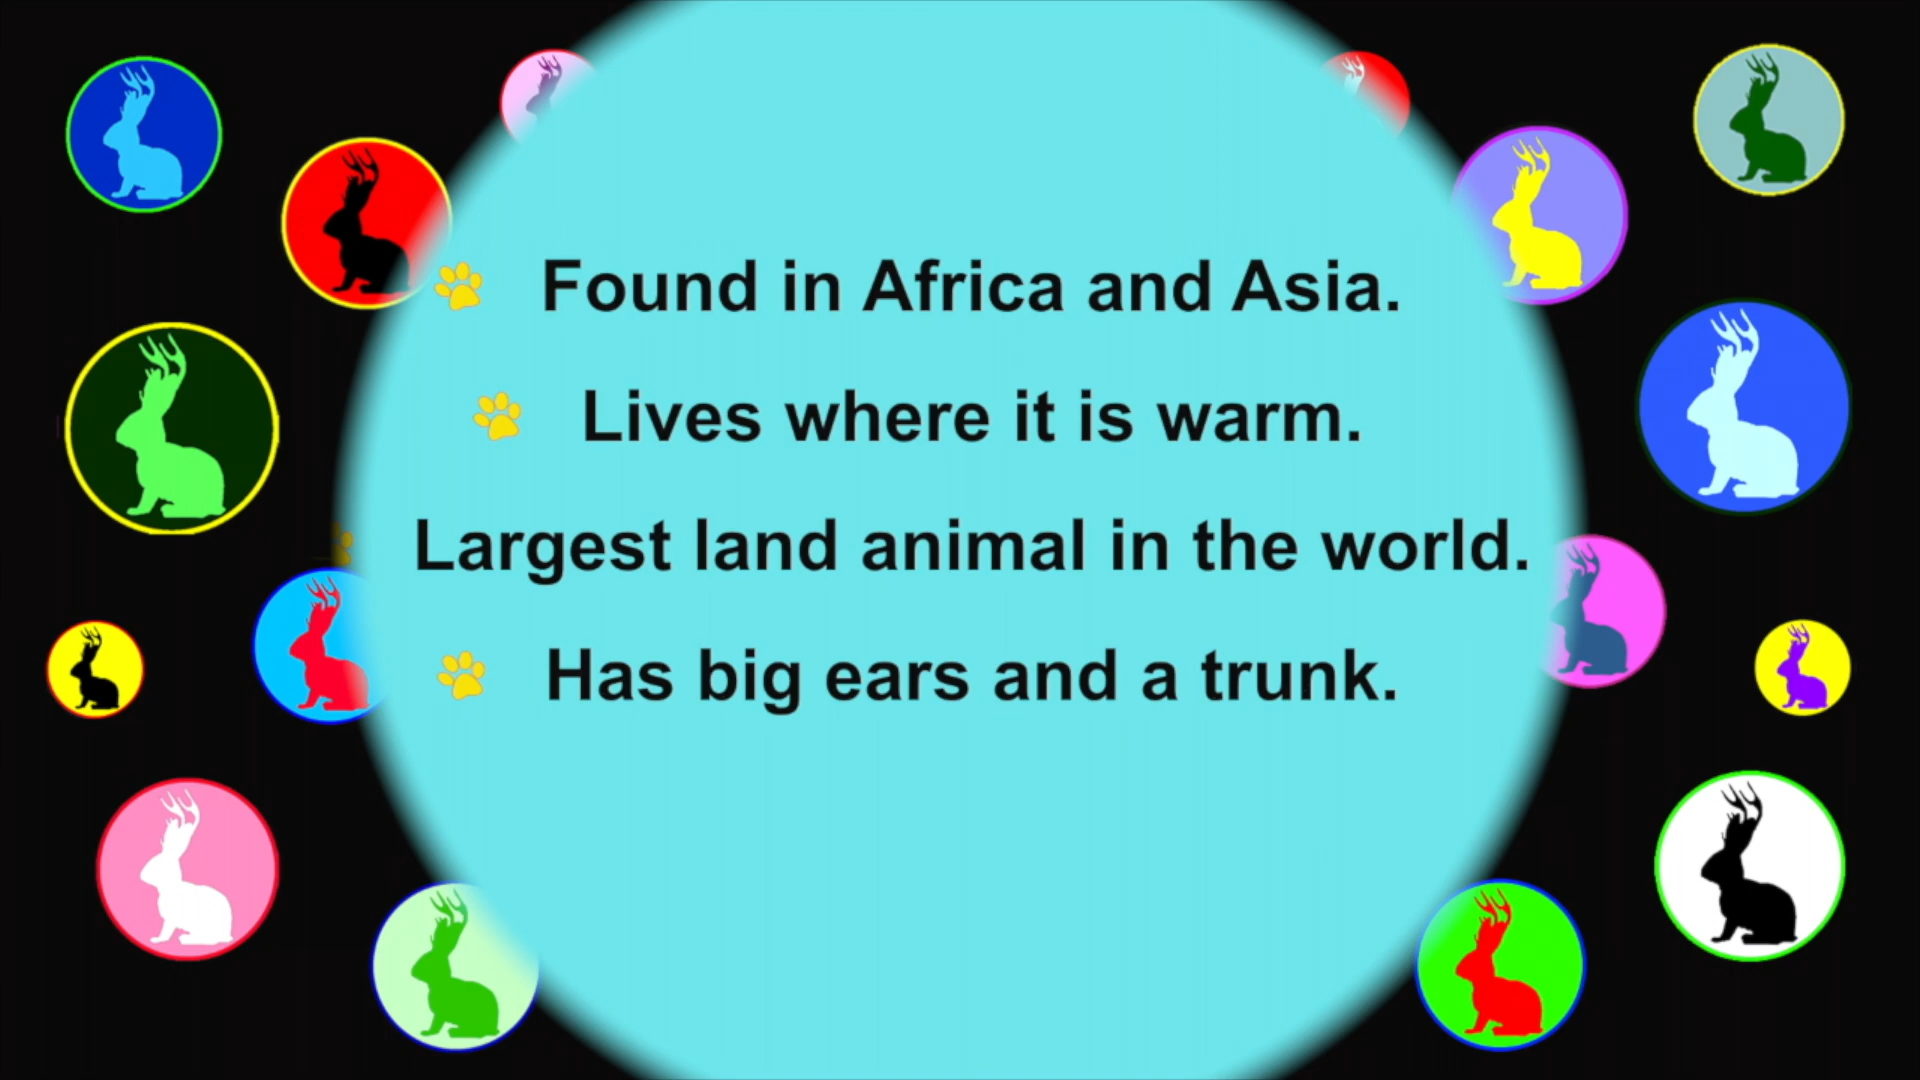 Found in Africa and Asia.
Lives where it is warm.
Largest land animal in the world.
Has big ears and a trunk.